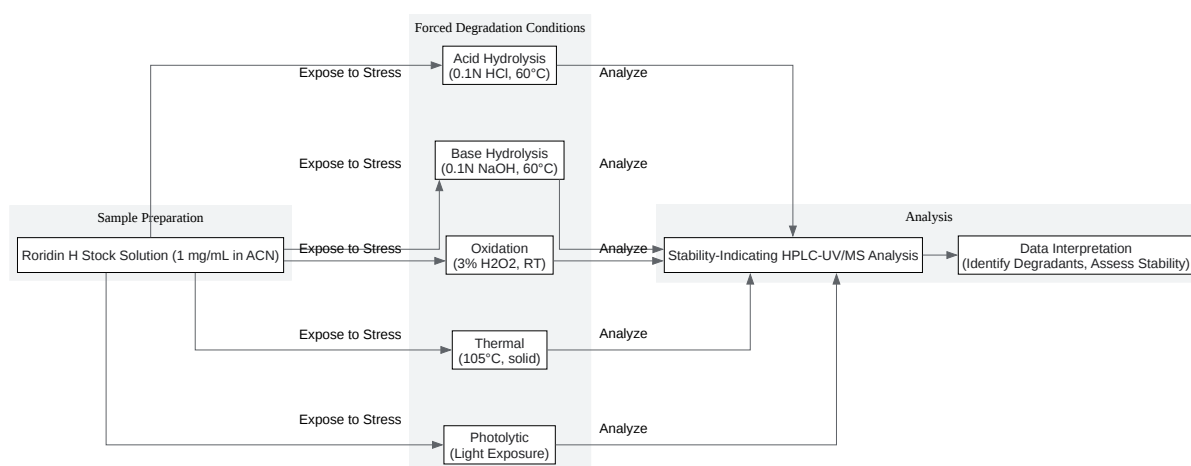 Forced Degradation Conditions
Expose to Stress
Acid Hydrolysis
(0.1N HCl, 60°C)
Analyze
Expose to Stress
Base Hydrolysis
(0.1N NaOH, 60°C)
Analyze
Sample Preparation
Analysis
Roridin H Stock Solution (1 mg/mL in ACN)
Expose to Stress
Oxidation
(3% H2O2, RT)
Analyze
Stability-Indicating HPLC-UV/MS Analysis
Data Interpretation
(Identify Degradants, Assess Stability)
Expose to Stress
Thermal
(105°C, solid)
Analyze
Expose to Stress
Photolytic
(Light Exposure)
Analyze